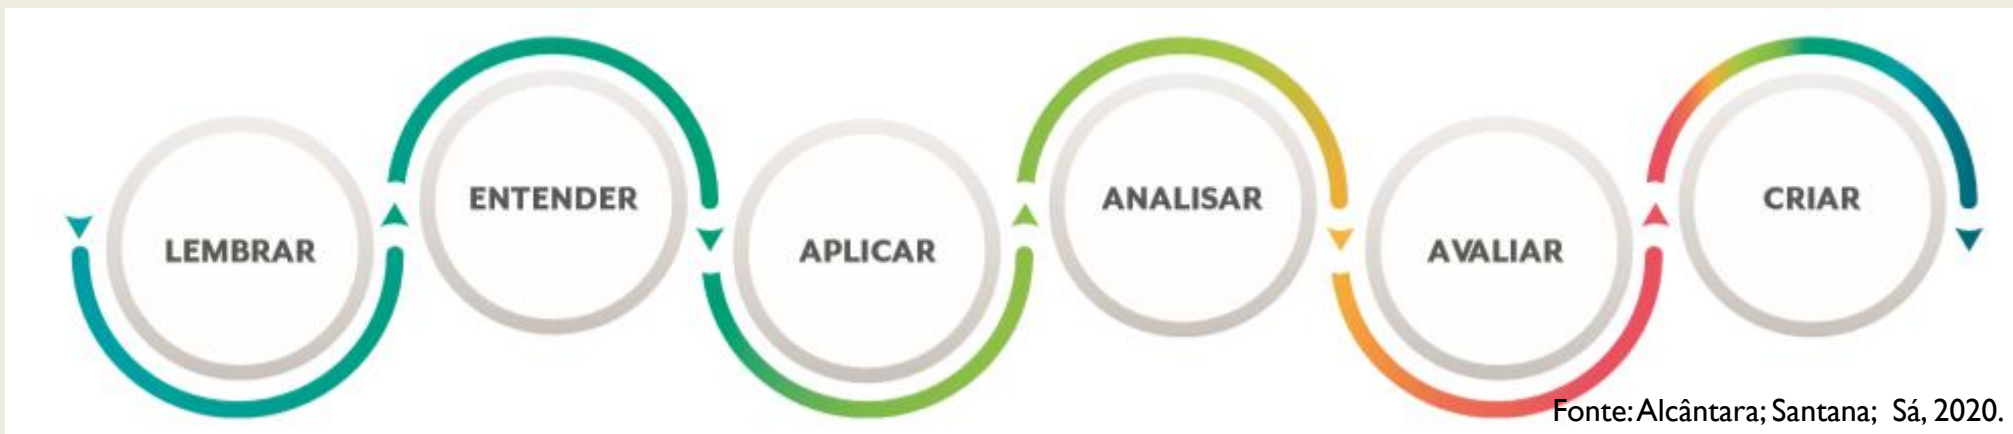 LEMBRAR
ENTENDER
APLICAR
ANALISAR
AVALIAR
CRIAR
Fonte: Alcântara; Santana; Sá, 2020.